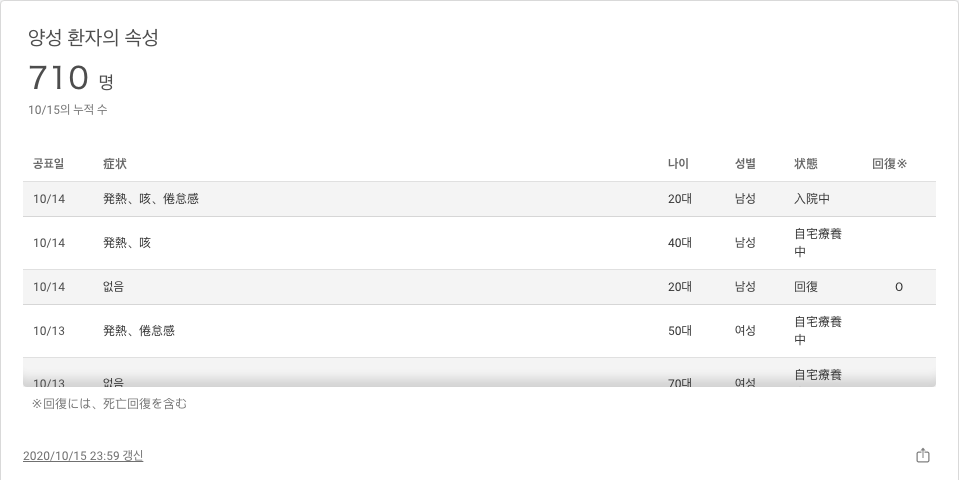 양성 환자의 속성
710 명
10/15의 누적 수
공표일 症状 나이 성별 状態 回復※
10/14 発熱、咳、倦怠感 20대 남성 入院中
10/14 発熱、咳 40대 남성 自宅療養
中
10/14 없음 20대 남성 回復 O
10/13 発熱、倦怠感 50대 여성 自宅療養
中
10/13 없음 70대 여성 自宅療養
※回復には、死亡回復を含む
2020/10/15 23:59 갱신